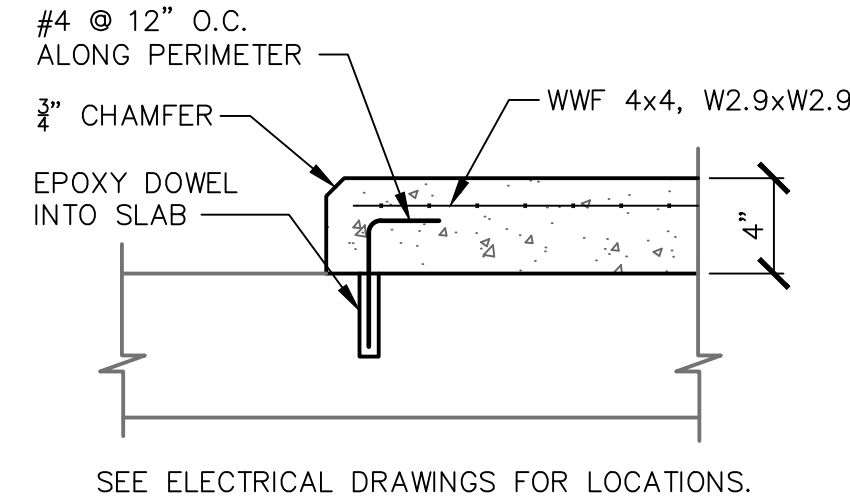 #4 @ 12" O.C.
ALONG PERIMETER
3/4" CHAMFER
WWF 4x4, W2.9xW2.9
EPOXY DOWEL
INTO SLAB
4"
SEE ELECTRICAL DRAWINGS FOR LOCATIONS.